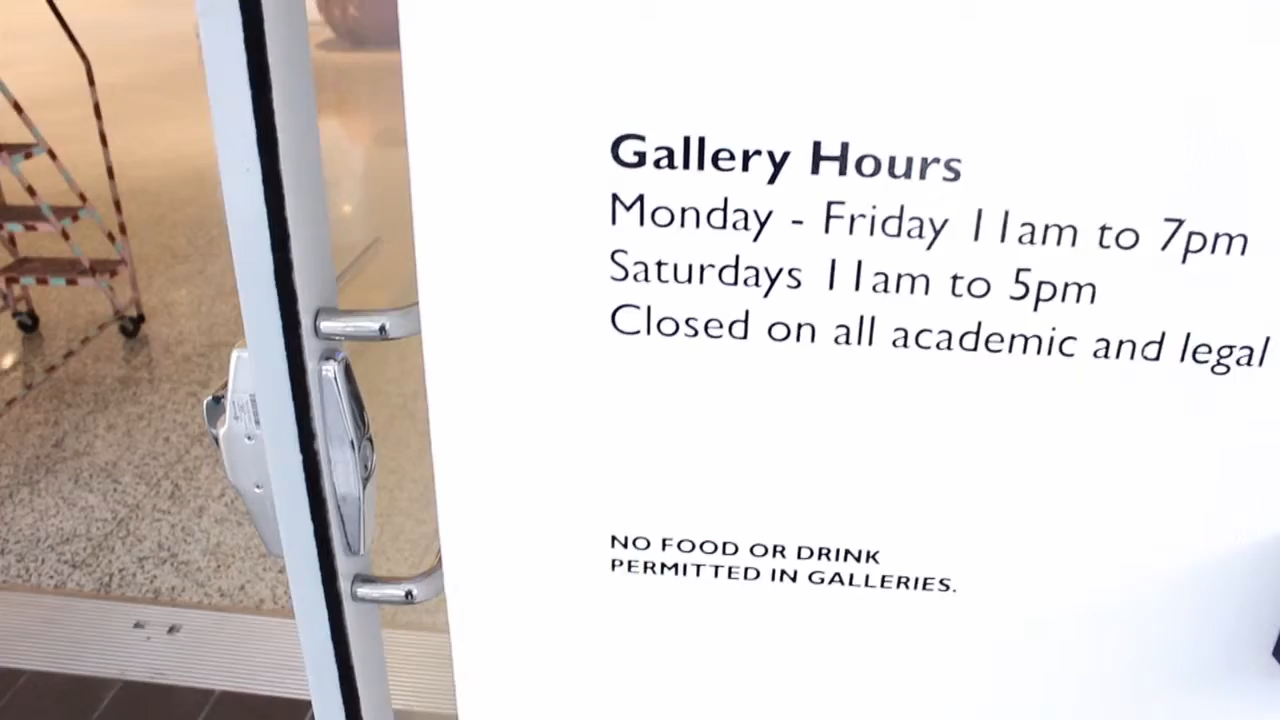 Gallery Hours
Monday - Friday 11am to 7pm
Saturdays 11am to 5pm
Closed on all academic and legal
NO FOOD OR DRINK
PERMITTED IN GALLERIES.